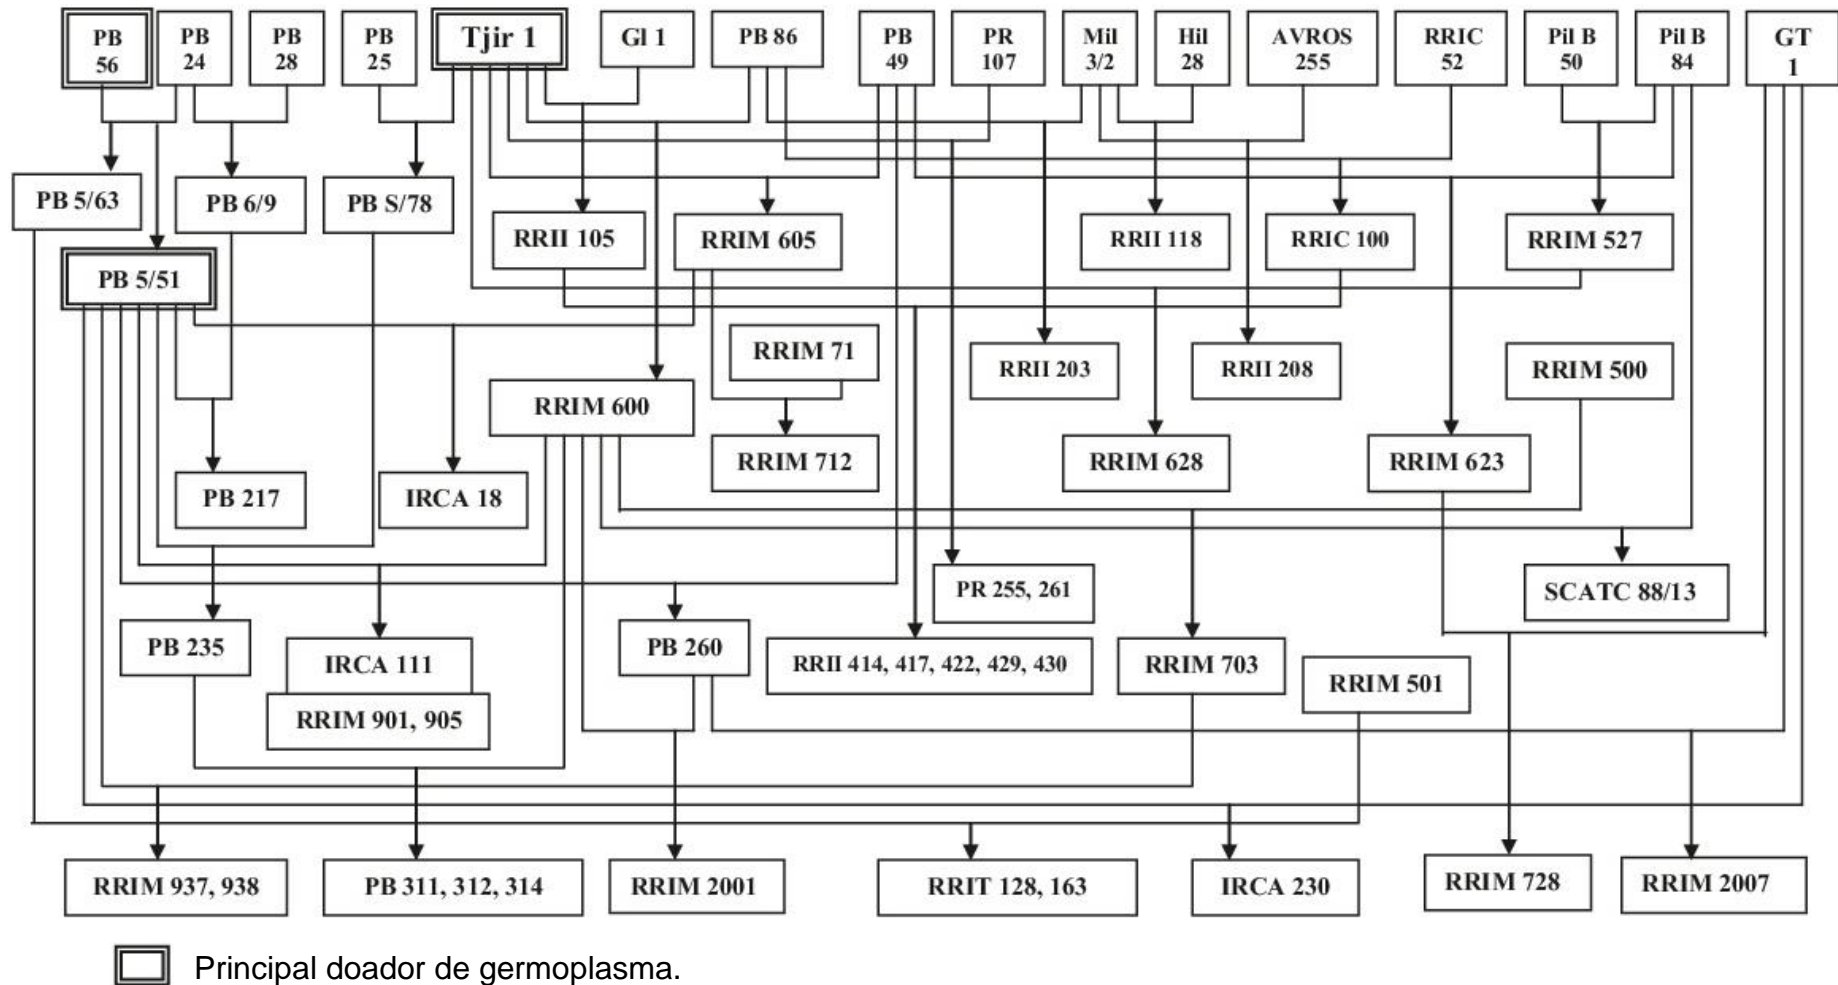 PB
56
PB
24
PB
28
PB
25
Tjir 1
Gl 1
PB 86
PB
49
PR
107
Mil
3/2
Hil
28
AVROS
255
RRIC
52
Pil B
50
Pil B
84
GT
1
PB 5/63
PB 6/9
PB S/78
RRII 105
RRIM 605
RRII 118
RRIC 100
RRIM 527
PB 5/51
RRIM 71
RRII 203
RRII 208
RRIM 500
RRIM 600
RRIM 712
RRIM 628
RRIM 623
PB 217
IRCA 18
PR 255, 261
SCATC 88/13
PB 235
IRCA 111
PB 260
RRII 414, 417, 422, 429, 430
RRIM 703
RRIM 501
RRIM 901, 905
RRIM 937, 938
PB 311, 312, 314
RRIM 2001
RRIT 128, 163
IRCA 230
RRIM 728
RRIM 2007
Principal doador de germoplasma.